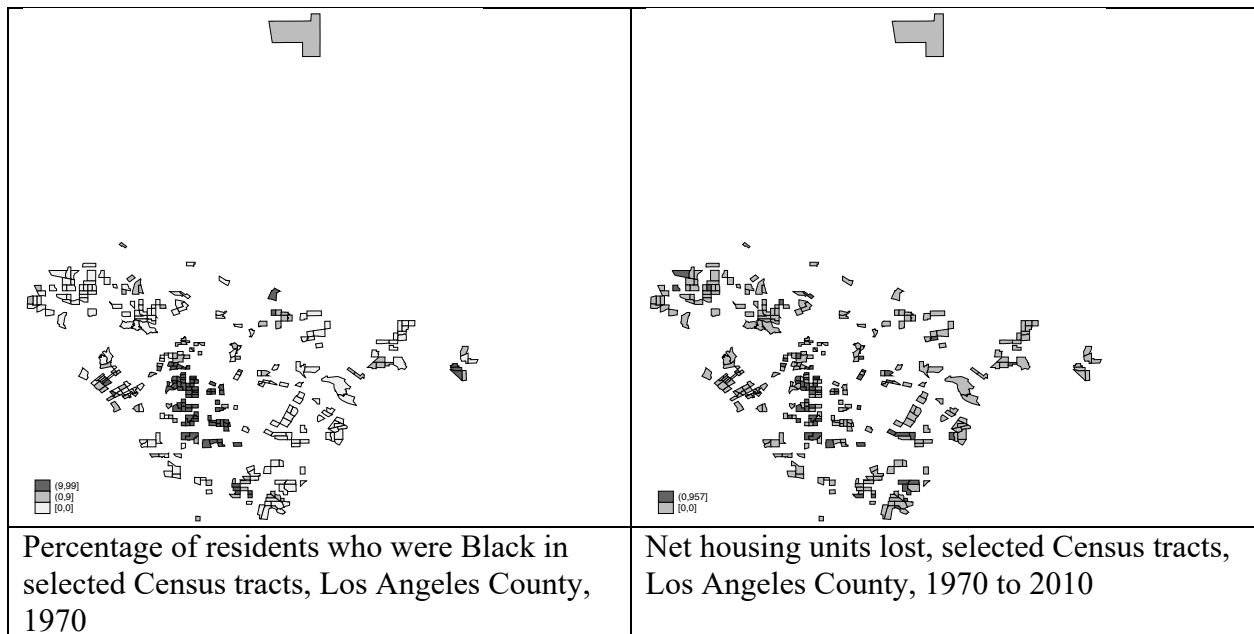 (9,99]
(0,9]
[0,0]
(0,957]
[0,0]
Percentage of residents who were Black in
selected Census tracts, Los Angeles County,
1970
Net housing units lost, selected Census tracts,
Los Angeles County, 1970 to 2010